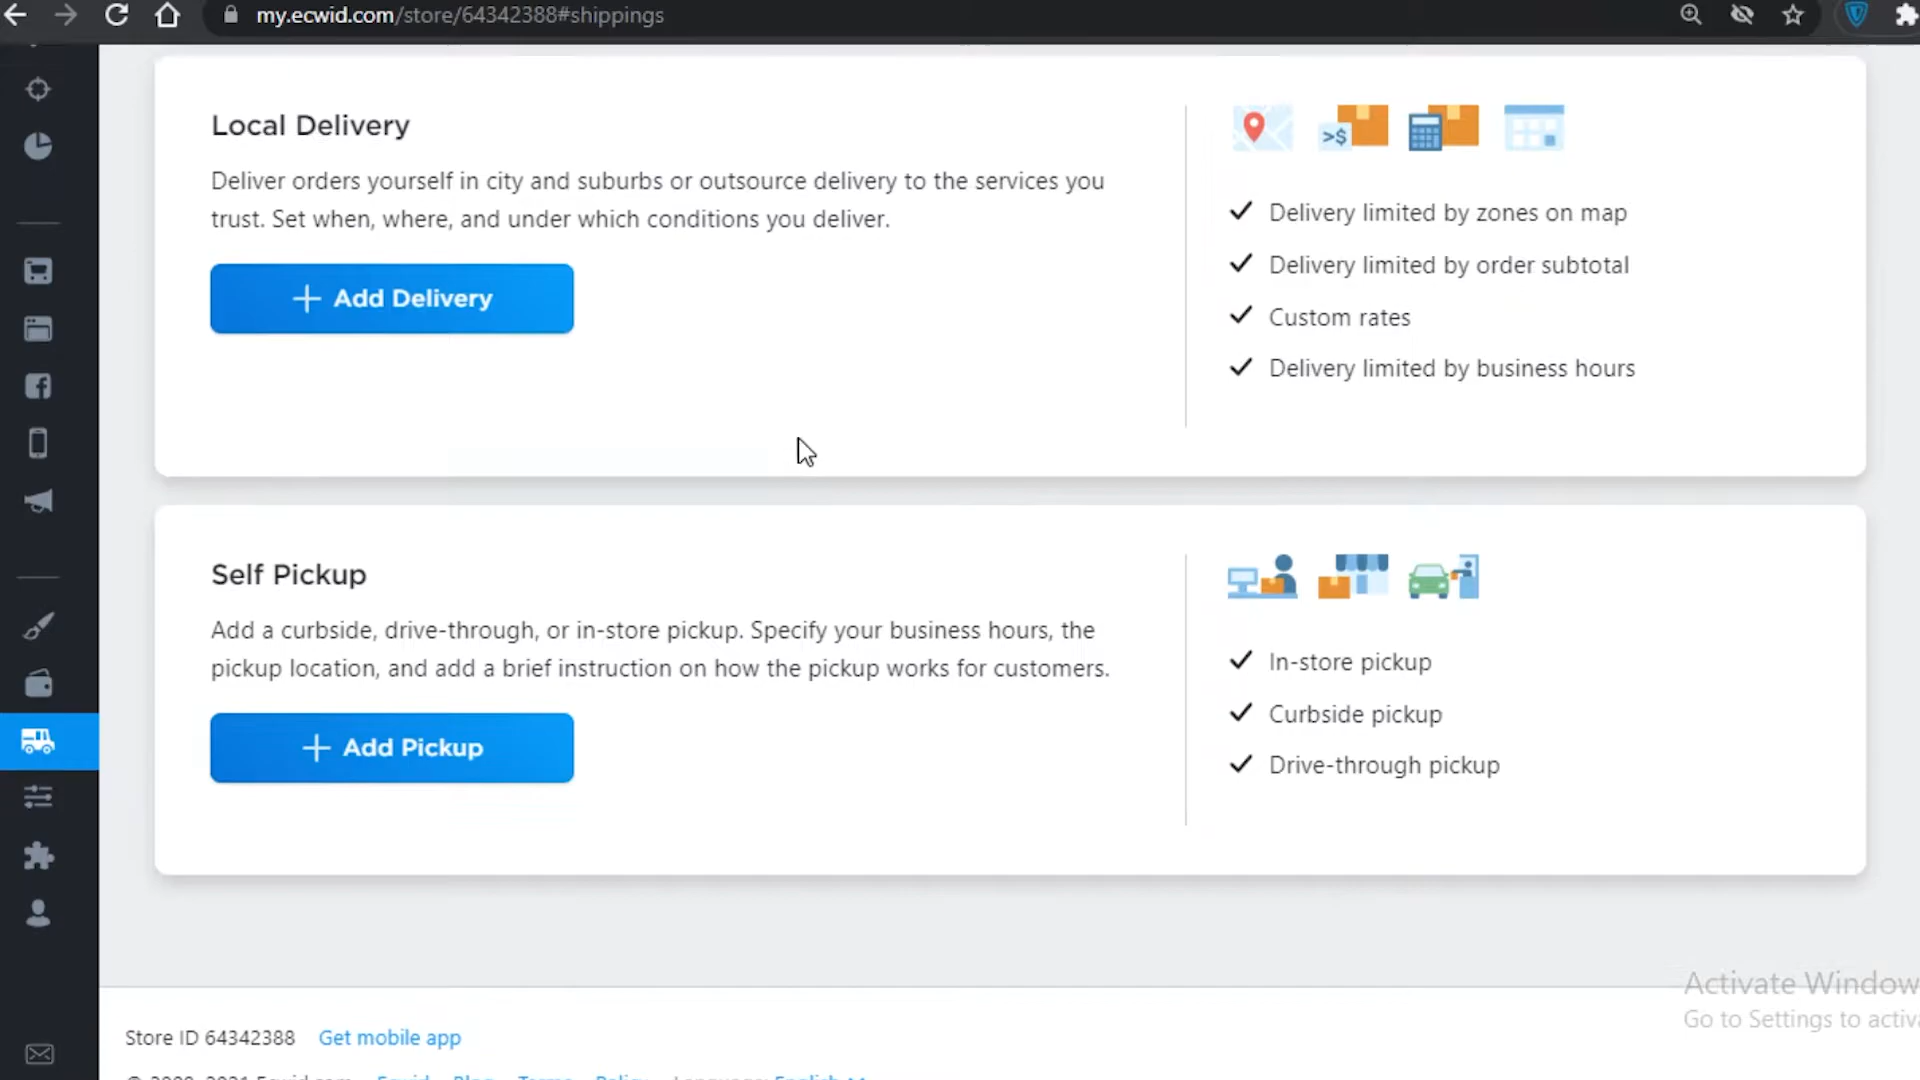 my.ecwid.com/store/64342388#shippings
Local Delivery
Deliver orders yourself in city and suburbs or outsource delivery to the services you
trust. Set when, where, and under which conditions you deliver.
+ Add Delivery
>$
✓ Delivery limited by zones on map
✓ Delivery limited by order subtotal
✓ Custom rates
✓ Delivery limited by business hours
Self Pickup
Add a curbside, drive-through, or in-store pickup. Specify your business hours, the
pickup location, and add a brief instruction on how the pickup works for customers.
+ Add Pickup
✓ In-store pickup
✓ Curbside pickup
✓ Drive-through pickup
Activate Window
Go to Settings to activa
Store ID 64342388 Get mobile app